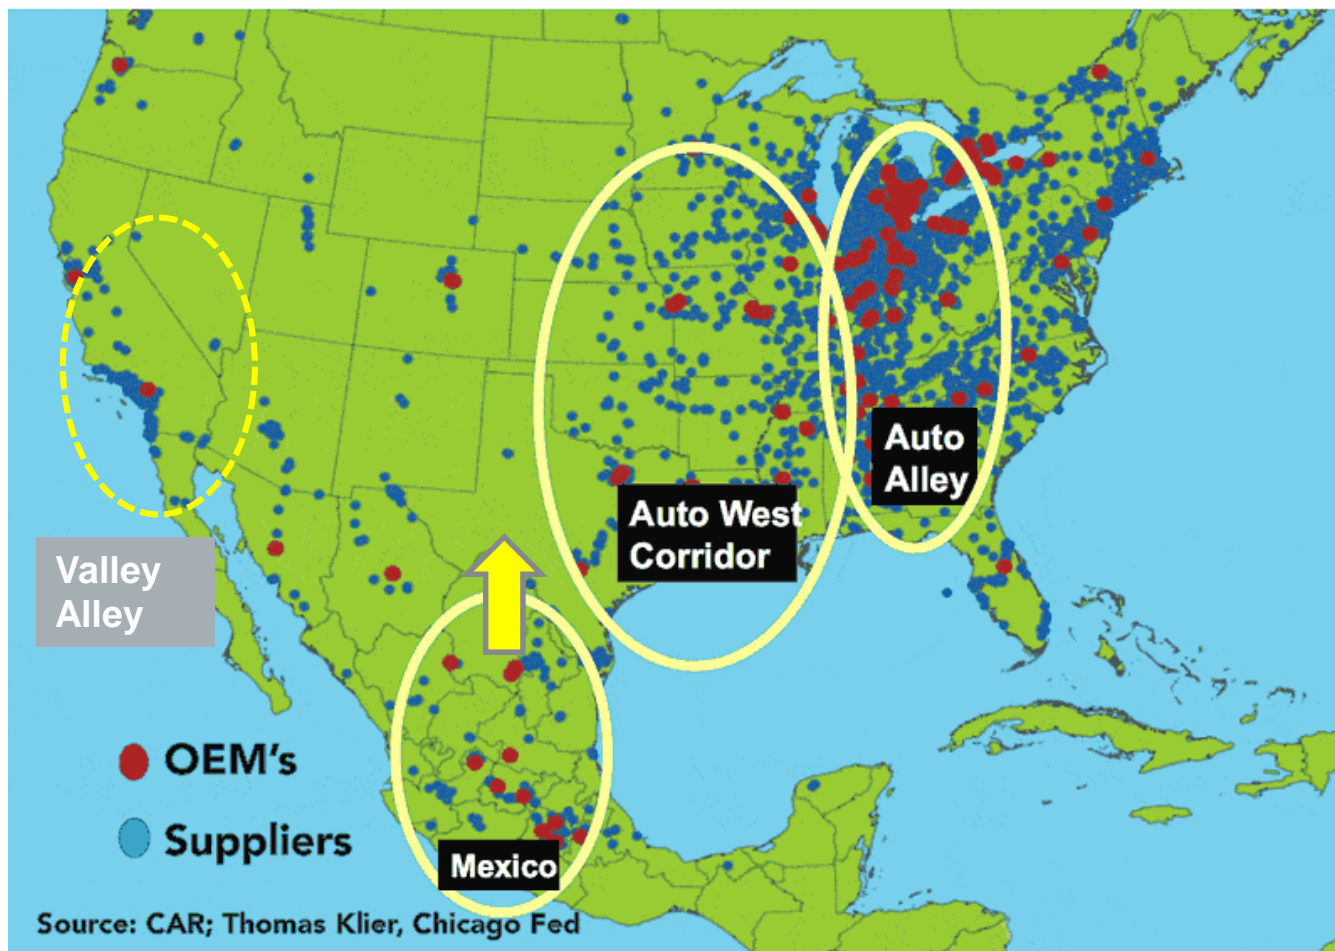 Auto
Alley
Auto West
Corridor
Valley
Alley
OEM's
Suppliers
Mexico
Source: CAR; Thomas Klier, Chicago Fed